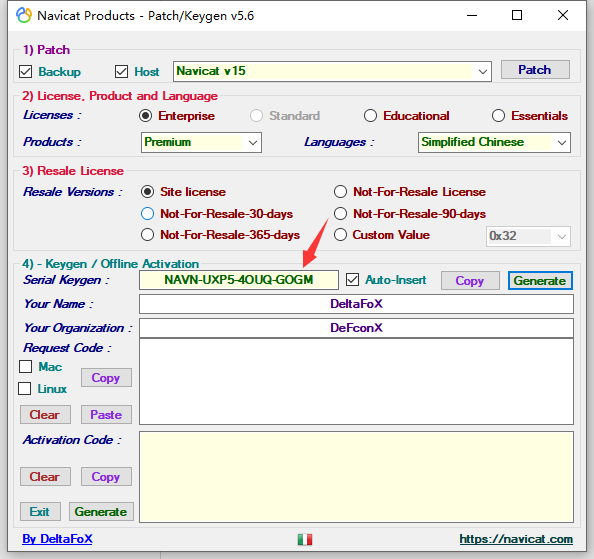 Navicat Products - Patch/Keygen v5.6
1) Patch
Backup Host Navicat v15 Patch
2) License, Product and Language
Licenses : Enterprise Standard Educational Essentials
Products : Premium Languages : Simplified Chinese
3) Resale License
Resale Versions : Site license Not-For-Resale License
Not-For-Resale-30-days Not-For-Resale-90-days
Not-For-Resale-365-days Custom Value 0x32
4) - Keygen / Offline Activation
Serial Keygen : NAVN-UXP5-4OUQ-GOGM Auto-Insert Copy Generate
Your Name : DeltaFoX
Your Organization : DeFconX
Request Code :
Mac
Linux
Copy
Clear Paste
Activation Code :
Clear Copy
Exit Generate
By DeltaFoX https://navicat.com